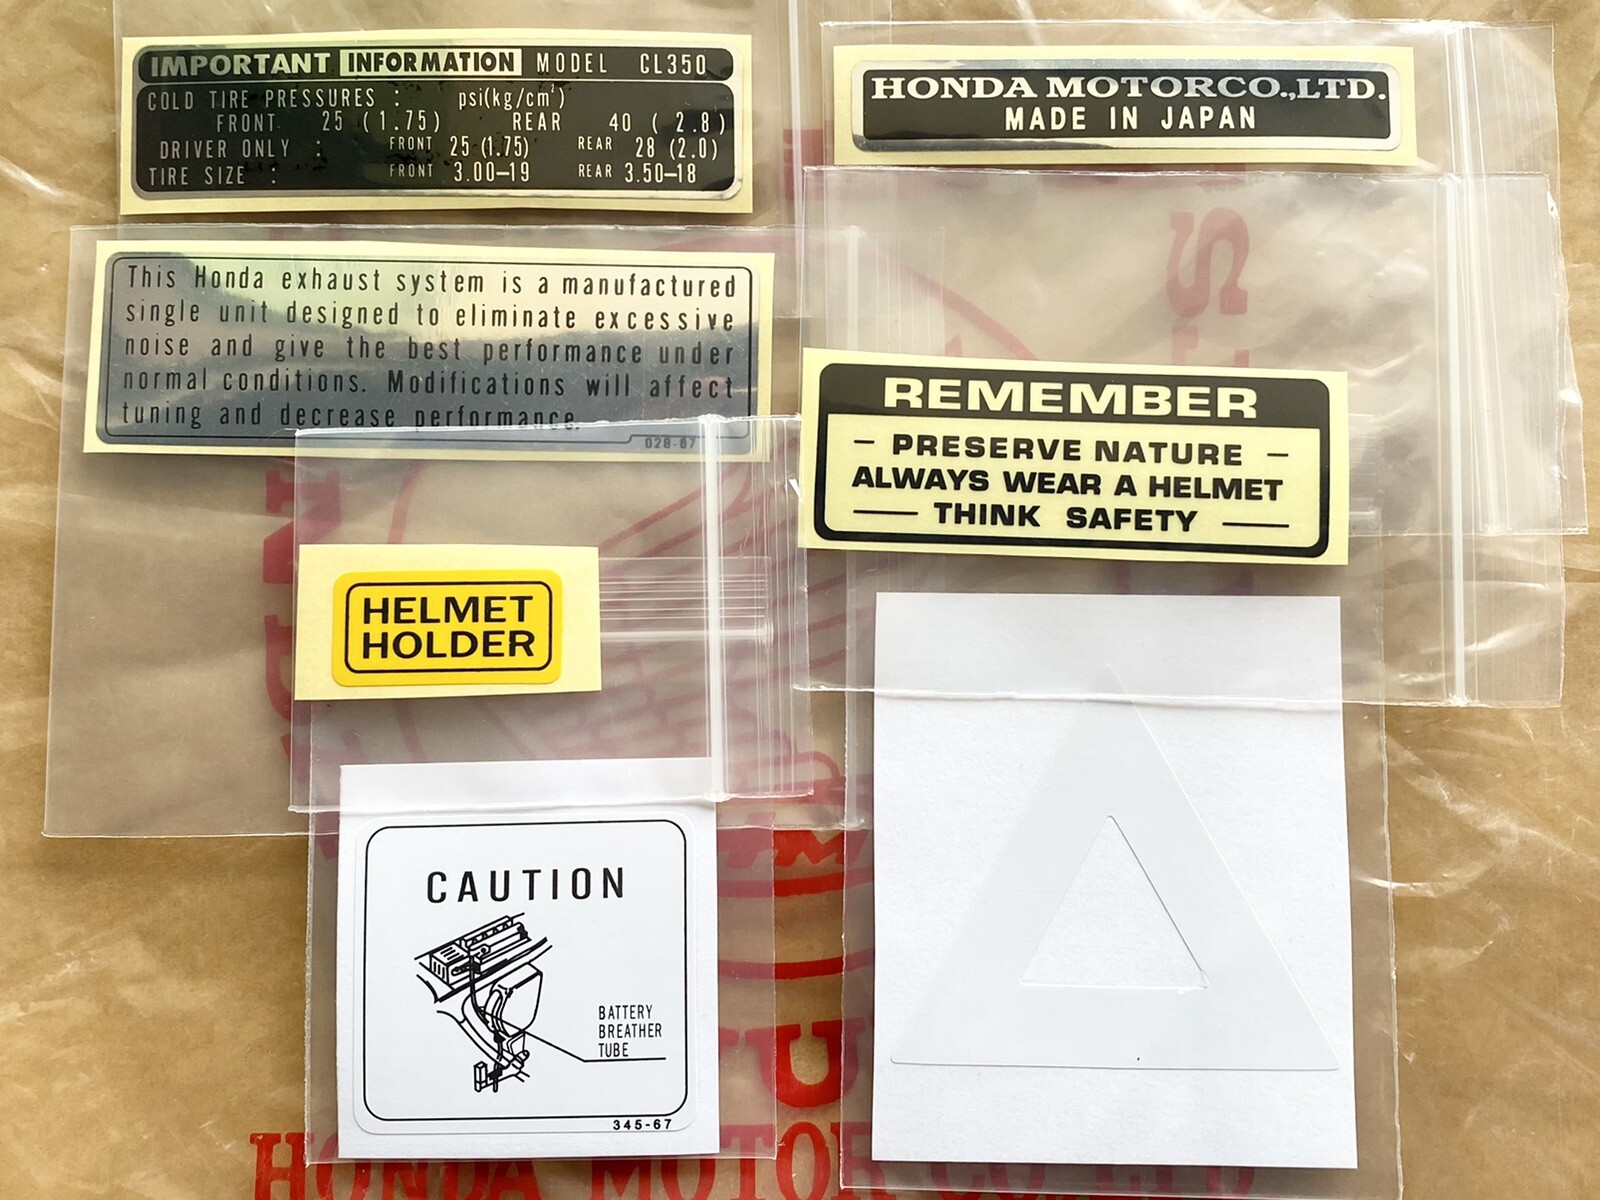 IMPORTANT INFORMATION MODEL CL350
COLD TIRE PRESSURES : psi(kg/cm²)
FRONT 25 (1.75) REAR 40 ( 2.8 )
DRIVER ONLY : FRONT 25 (1.75) REAR 28 (2.0)
TIRE SIZE : FRONT 3.00–19 REAR 3.50–18
HONDA MOTOR CO., LTD.
MADE IN JAPAN
This Honda exhaust system is a manufactured
single unit designed to eliminate excessive
noise and give the best performance under
normal conditions. Modifications will affect
tuning and decrease performance.
028-67
REMEMBER
– PRESERVE NATURE –
ALWAYS WEAR A HELMET
— THINK SAFETY —
HELMET
HOLDER
CAUTION
BATTERY
BREATHER
TUBE
345-67
HONDA MOTOR CO., LTD